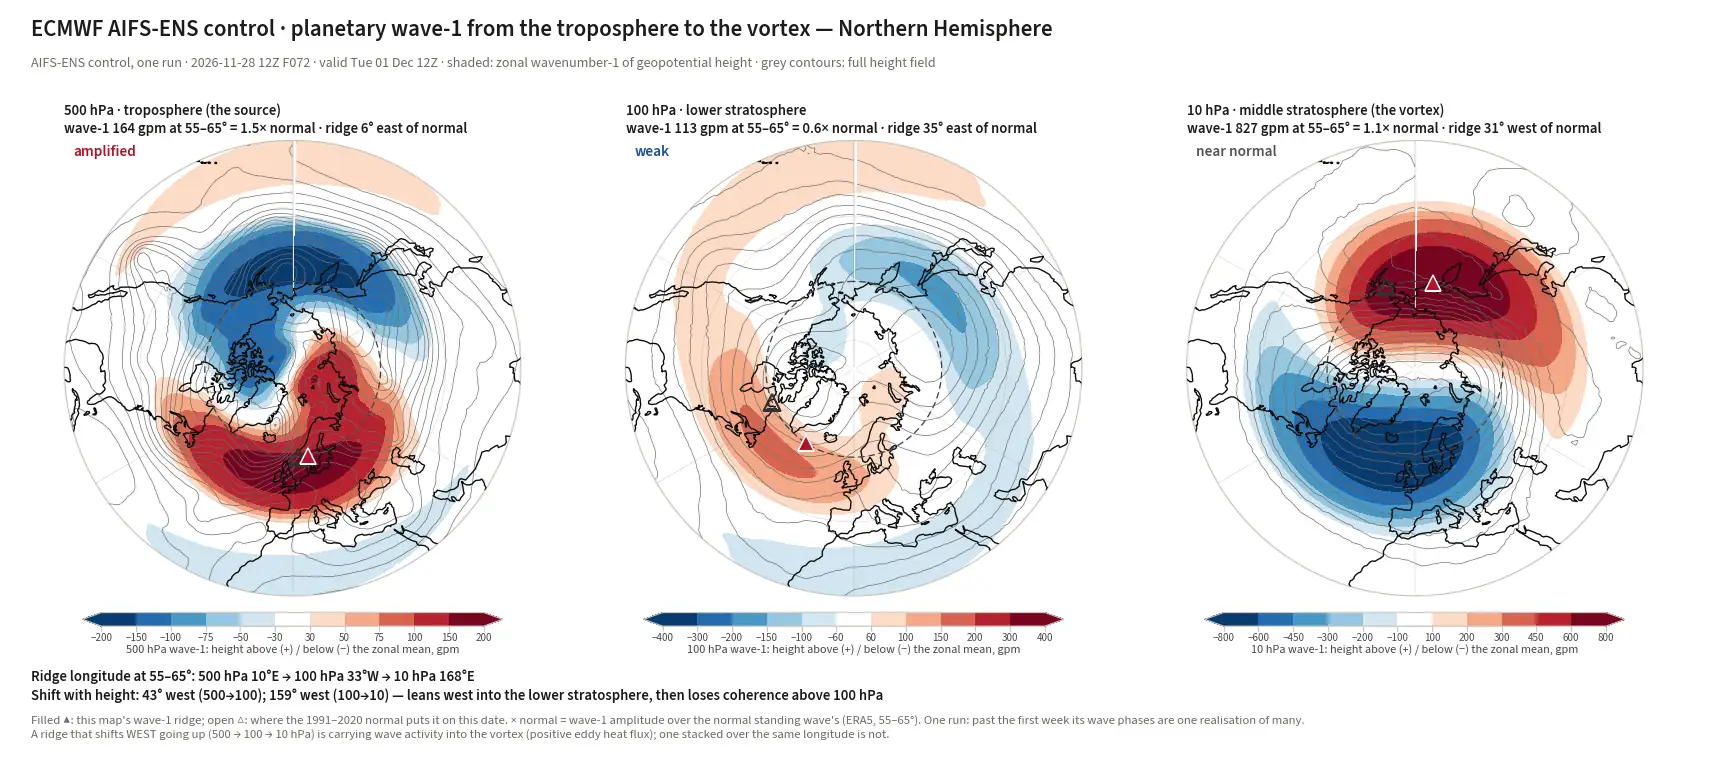 ECMWF AIFS-ENS control · planetary wave-1 from the troposphere to the vortex — Northern Hemisphere
AIFS-ENS control, one run · 2026-11-28 12Z F072 · valid Tue 01 Dec 12Z · shaded: zonal wavenumber-1 of geopotential height · grey contours: full height field
500 hPa · troposphere (the source)
wave-1 164 gpm at 55–65° = 1.5× normal · ridge 6° east of normal
amplified
100 hPa · lower stratosphere
wave-1 113 gpm at 55–65° = 0.6× normal · ridge 35° east of normal
weak
10 hPa · middle stratosphere (the vortex)
wave-1 827 gpm at 55–65° = 1.1× normal · ridge 31° west of normal
near normal
−200 −150 −100 −75 −50 −30 30 50 75 100 150 200
500 hPa wave-1: height above (+) / below (−) the zonal mean, gpm
−400 −300 −200 −150 −100 −60 60 100 150 200 300 400
100 hPa wave-1: height above (+) / below (−) the zonal mean, gpm
−800 −600 −450 −300 −200 −100 100 200 300 450 600 800
10 hPa wave-1: height above (+) / below (−) the zonal mean, gpm
Ridge longitude at 55–65°: 500 hPa 10°E → 100 hPa 33°W → 10 hPa 168°E
Shift with height: 43° west (500→100); 159° west (100→10) — leans west into the lower stratosphere, then loses coherence above 100 hPa
Filled ▲: this map's wave-1 ridge; open △: where the 1991–2020 normal puts it on this date. × normal = wave-1 amplitude over the normal standing wave's (ERA5, 55–65°). One run: past the first week its wave phases are one realisation of many.
A ridge that shifts WEST going up (500 → 100 → 10 hPa) is carrying wave activity into the vortex (positive eddy heat flux); one stacked over the same longitude is not.